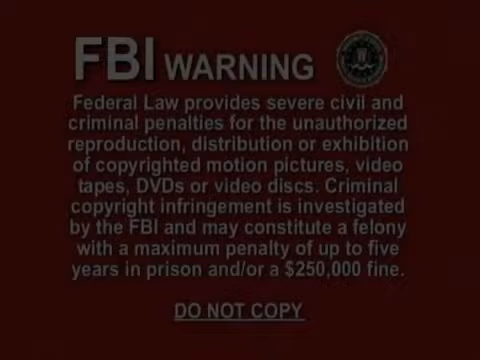 FBI WARNING
Federal Law provides severe civil and
criminal penalties for the unauthorized
reproduction, distribution or exhibition
of copyrighted motion pictures, video
tapes, DVDs or video discs. Criminal
copyright infringement is investigated
by the FBI and may constitute a felony
with a maximum penalty of up to five
years in prison and/or a $250,000 fine.
DO NOT COPY